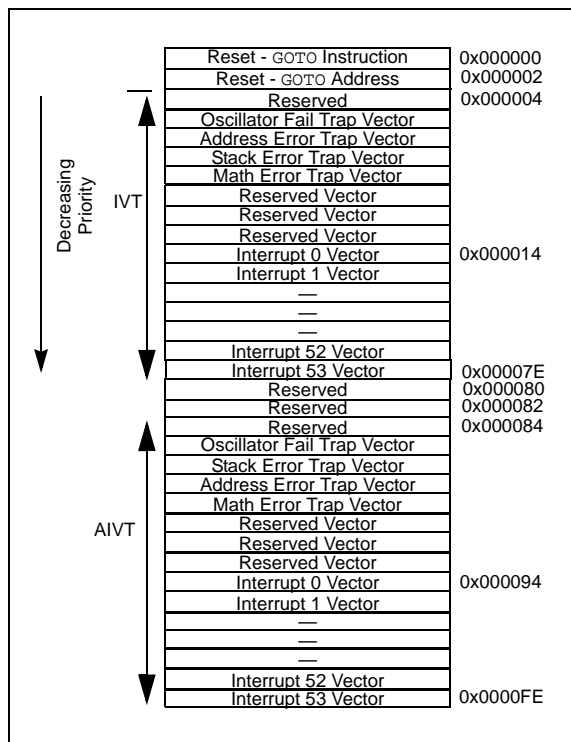 Reset - GOTO Instruction 0x000000
Reset - GOTO Address 0x000002
Reserved 0x000004
Oscillator Fail Trap Vector
Address Error Trap Vector
Stack Error Trap Vector
Math Error Trap Vector
Reserved Vector
Reserved Vector
Reserved Vector
Interrupt 0 Vector 0x000014
Interrupt 1 Vector
—
—
—
Interrupt 52 Vector
Interrupt 53 Vector 0x00007E
Decreasing
Priority
IVT
Reserved 0x000080
Reserved 0x000082
Reserved 0x000084
Oscillator Fail Trap Vector
Stack Error Trap Vector
Address Error Trap Vector
Math Error Trap Vector
Reserved Vector
Reserved Vector
Reserved Vector
Interrupt 0 Vector 0x000094
Interrupt 1 Vector
—
—
—
Interrupt 52 Vector
Interrupt 53 Vector 0x0000FE
AIVT